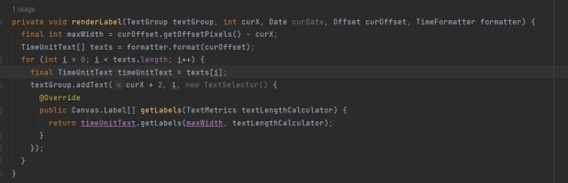 1 usage
private void renderLabel(TextGroup textGroup, int curX, Date curDate, Offset curOffset, TimeFormatter formatter) {
final int maxWidth = curOffset.getOffsetPixels() - curX;
TimeUnitText[] texts = formatter.format(curOffset);
for (int i = 0; i < texts.length; i++) {
final TimeUnitText timeUnitText = texts[i];
textGroup.addText( x: curX + 2, i, new TextSelector() {
@Override
public Canvas.Label[] getLabels(TextMetrics textLengthCalculator) {
return timeUnitText.getLabels(maxWidth, textLengthCalculator);
}
});
}
}